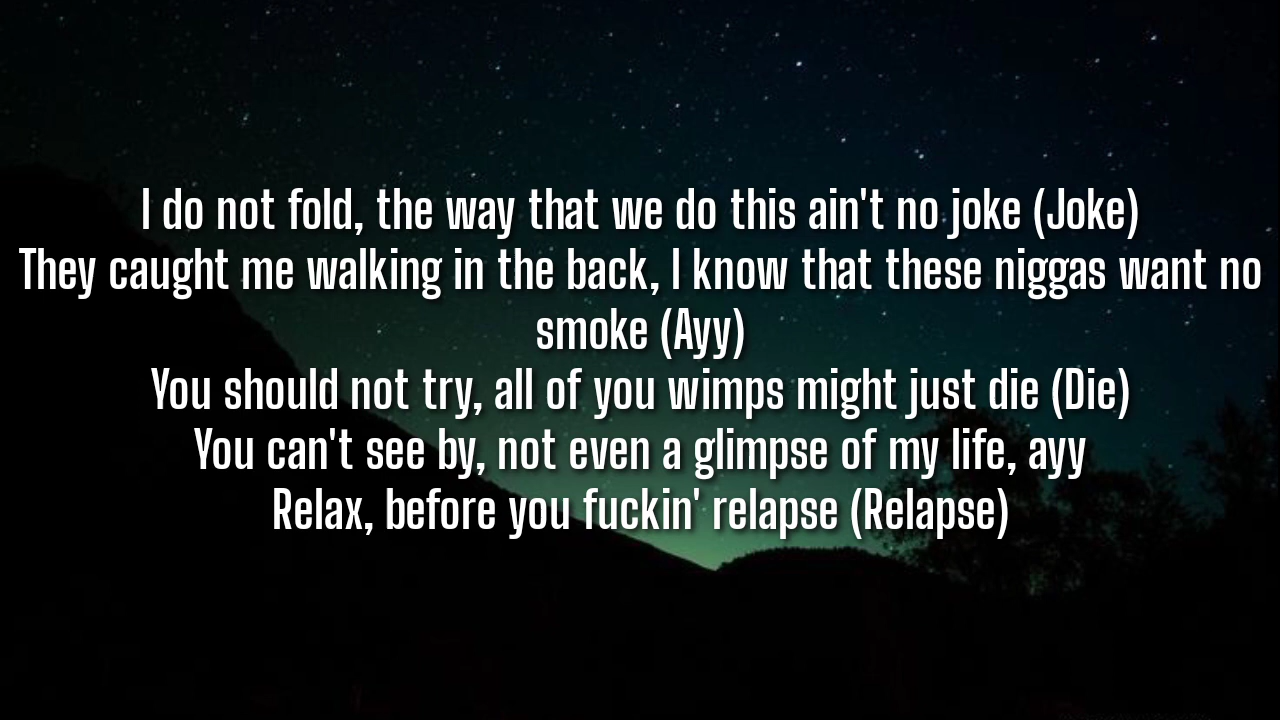 I do not fold, the way that we do this ain't no joke (Joke)
They caught me walking in the back, I know that these niggas want no
smoke (Ayy)
You should not try, all of you wimps might just die (Die)
You can't see by, not even a glimpse of my life, ayy
Relax, before you fuckin' relapse (Relapse)